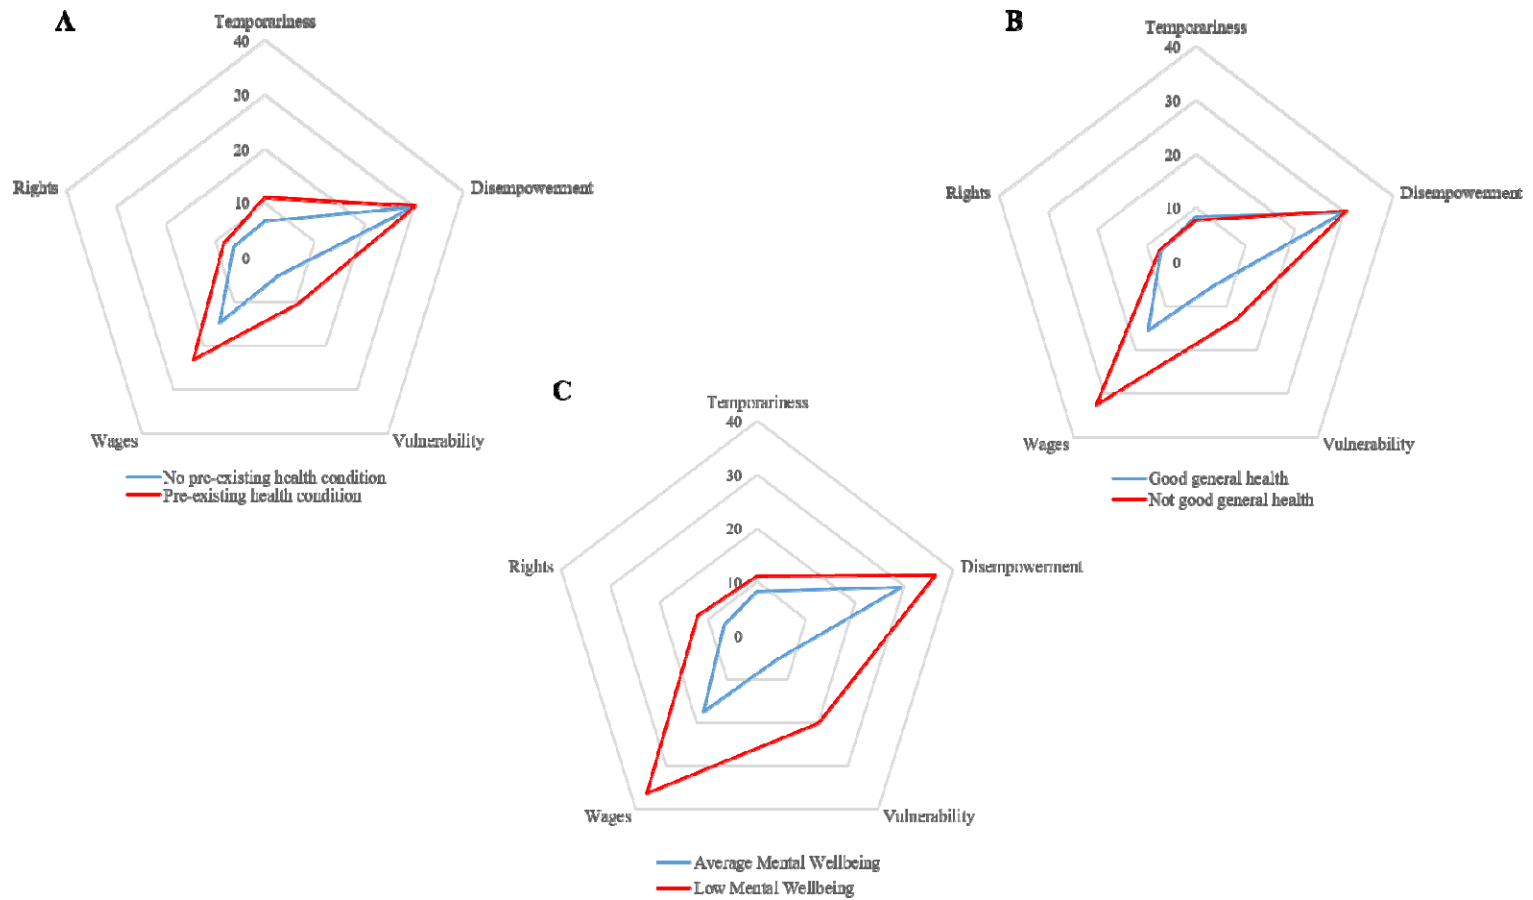 A
Temporariness
40
30
20
10
0
Rights
Disempowerment
Wages
Vulnerability
No pre-existing health condition
Pre-existing health condition
B
Temporariness
40
30
20
10
0
Rights
Disempowerment
Wages
Vulnerability
Good general health
Not good general health
C
Temporariness
40
30
20
10
0
Rights
Disempowerment
Wages
Vulnerability
Average Mental Wellbeing
Low Mental Wellbeing